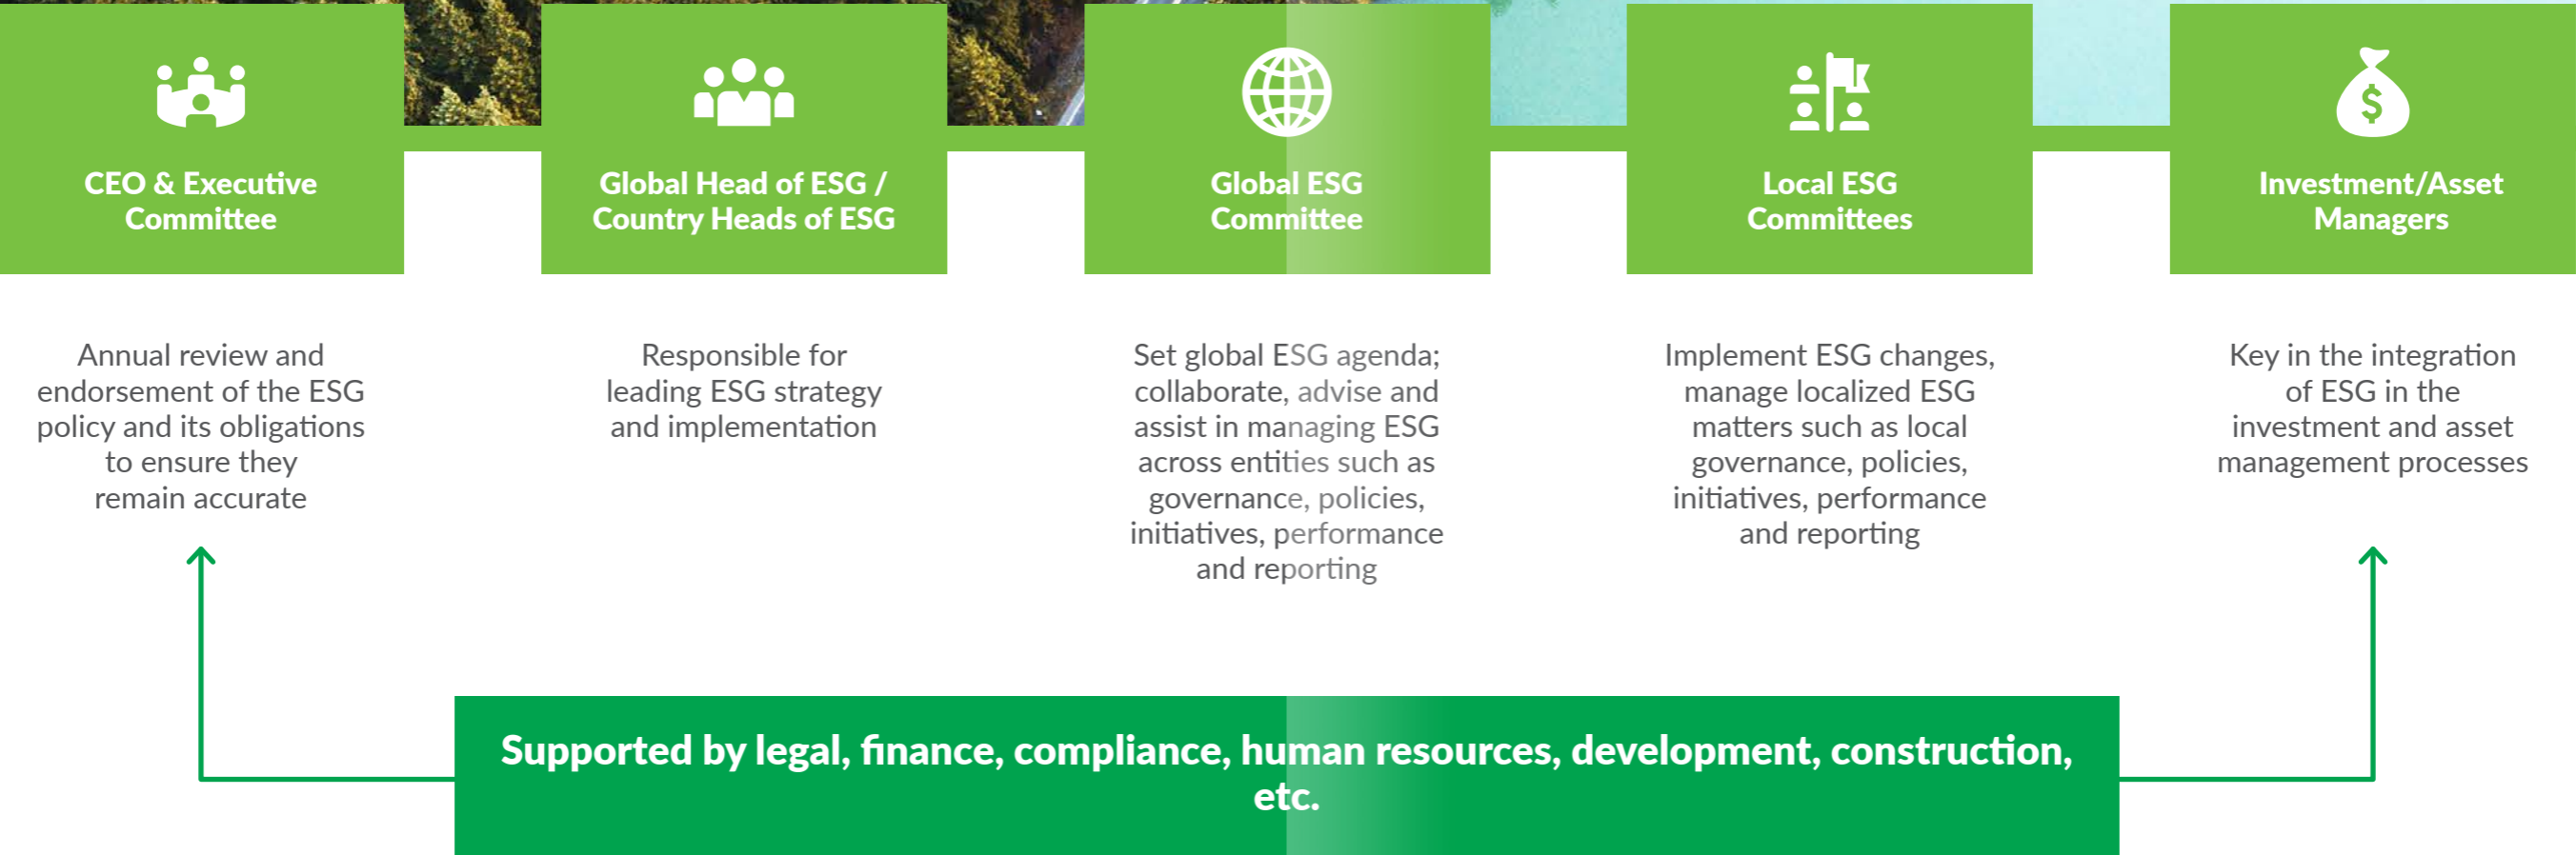 CEO & Executive
Committee
Global Head of ESG /
Country Heads of ESG
Global ESG
Committee
Local ESG
Committees
Investment/Asset
Managers
Annual review and
endorsement of the ESG
policy and its obligations
to ensure they
remain accurate
Responsible for
leading ESG strategy
and implementation
Set global ESG agenda;
collaborate, advise and
assist in managing ESG
across entities such as
governance, policies,
initiatives, performance
and reporting
Implement ESG changes,
manage localized ESG
matters such as local
governance, policies,
initiatives, performance
and reporting
Key in the integration
of ESG in the
investment and asset
management processes
Supported by legal, finance, compliance, human resources, development, construction,
etc.